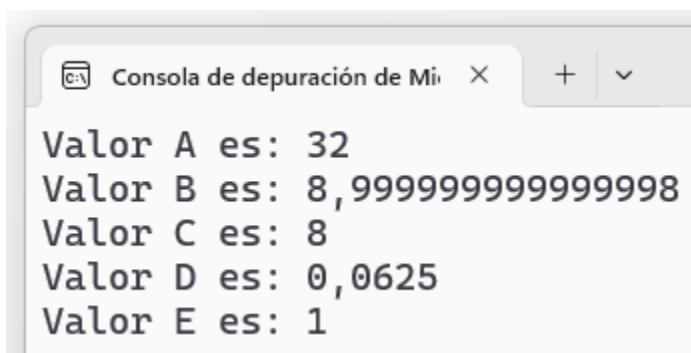 Consola de depuración de Mi
Valor A es: 32
Valor B es: 8,999999999999998
Valor C es: 8
Valor D es: 0,0625
Valor E es: 1